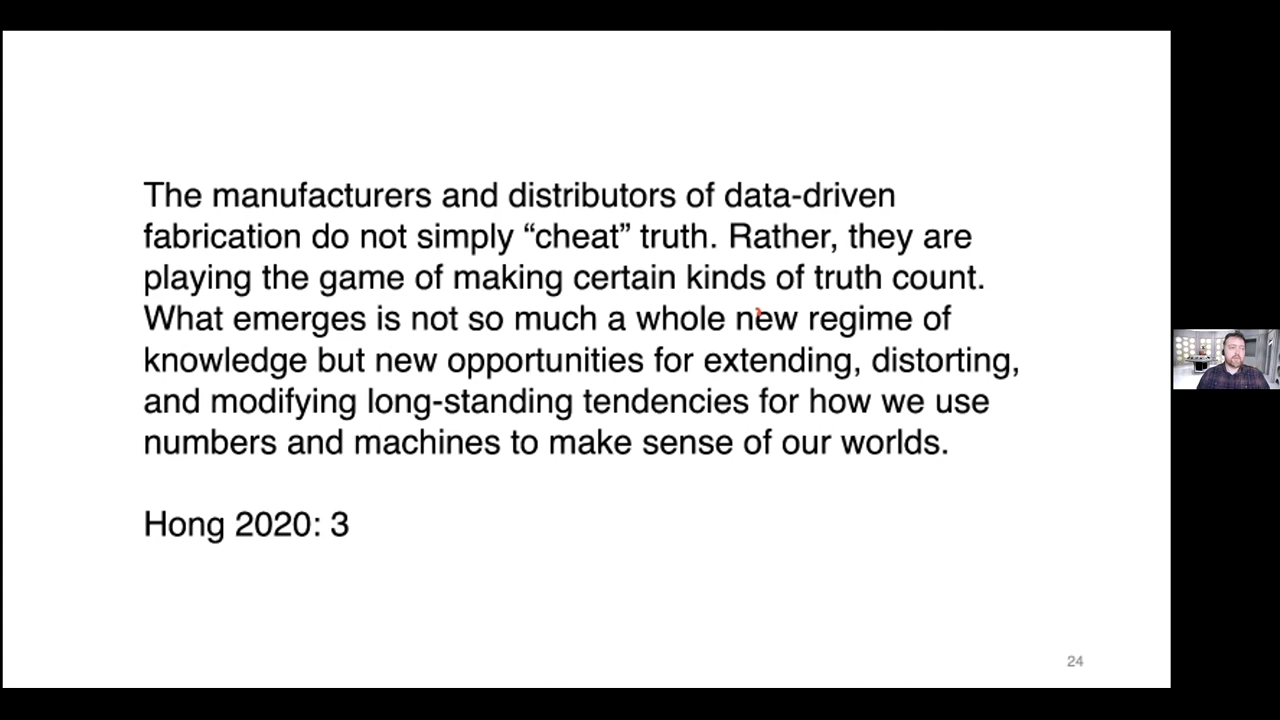 The manufacturers and distributors of data-driven
fabrication do not simply “cheat” truth. Rather, they are
playing the game of making certain kinds of truth count.
What emerges is not so much a whole new regime of
knowledge but new opportunities for extending, distorting,
and modifying long-standing tendencies for how we use
numbers and machines to make sense of our worlds.
Hong 2020: 3
24